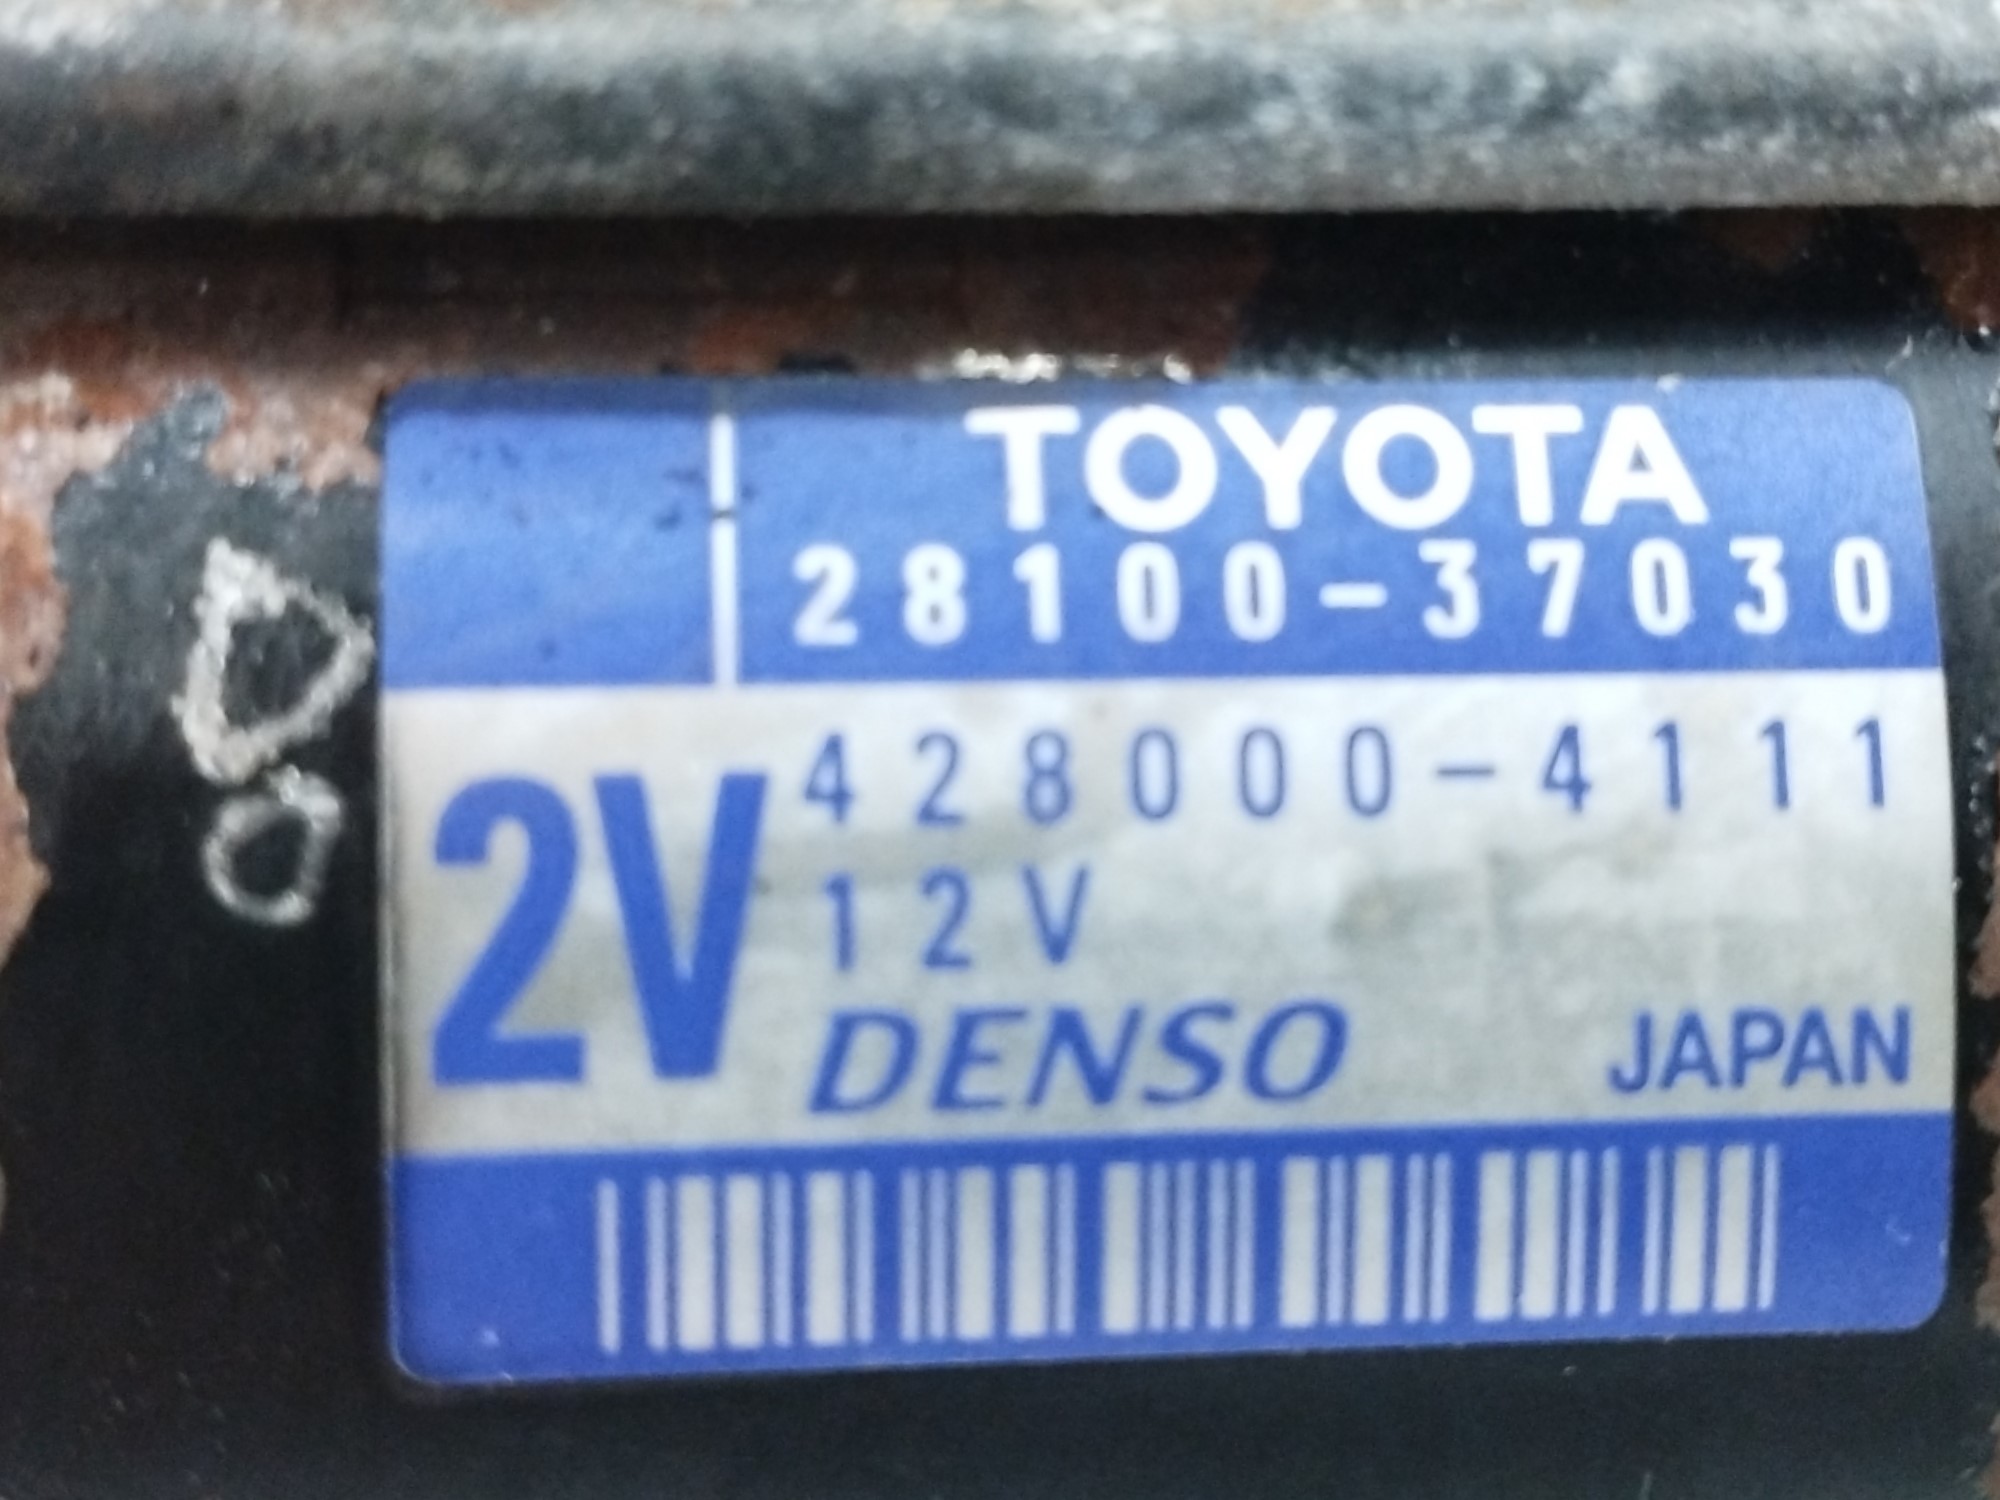 TOYOTA
28100-37030
2V
428000-4111
12V
DENSO JAPAN